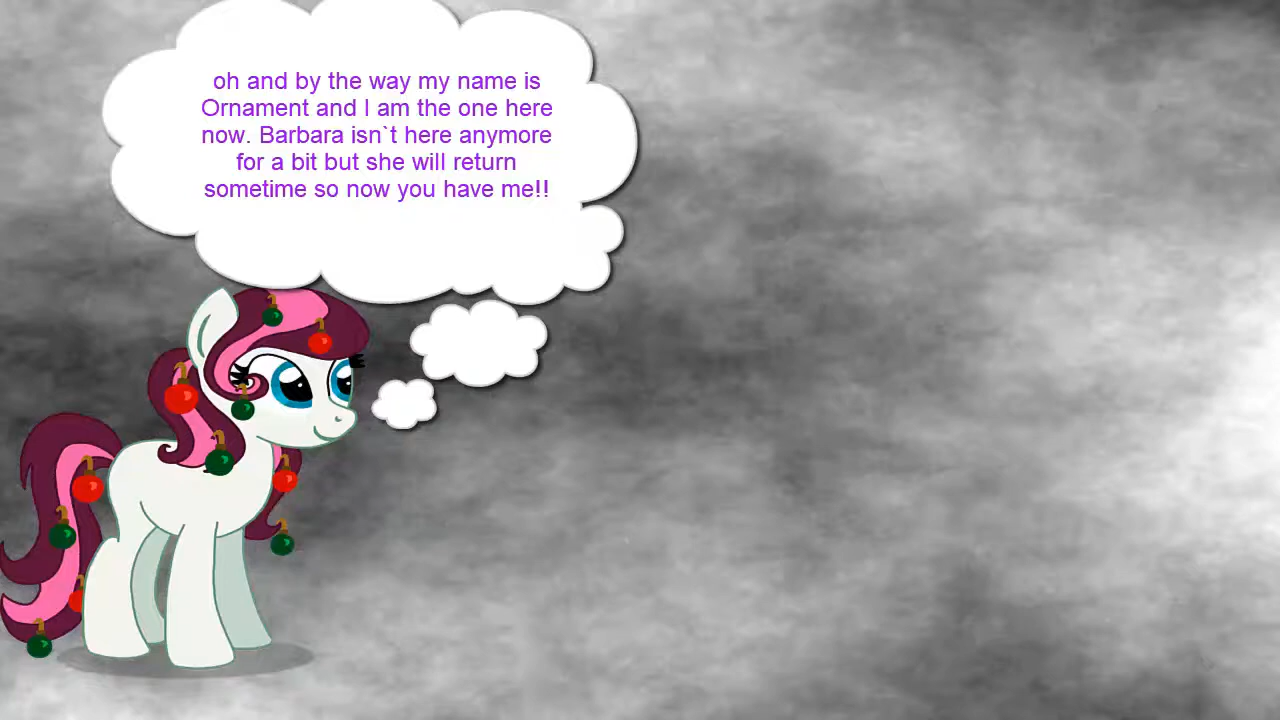 oh and by the way my name is
Ornament and I am the one here
now. Barbara isn`t here anymore
for a bit but she will return
sometime so now you have me!!